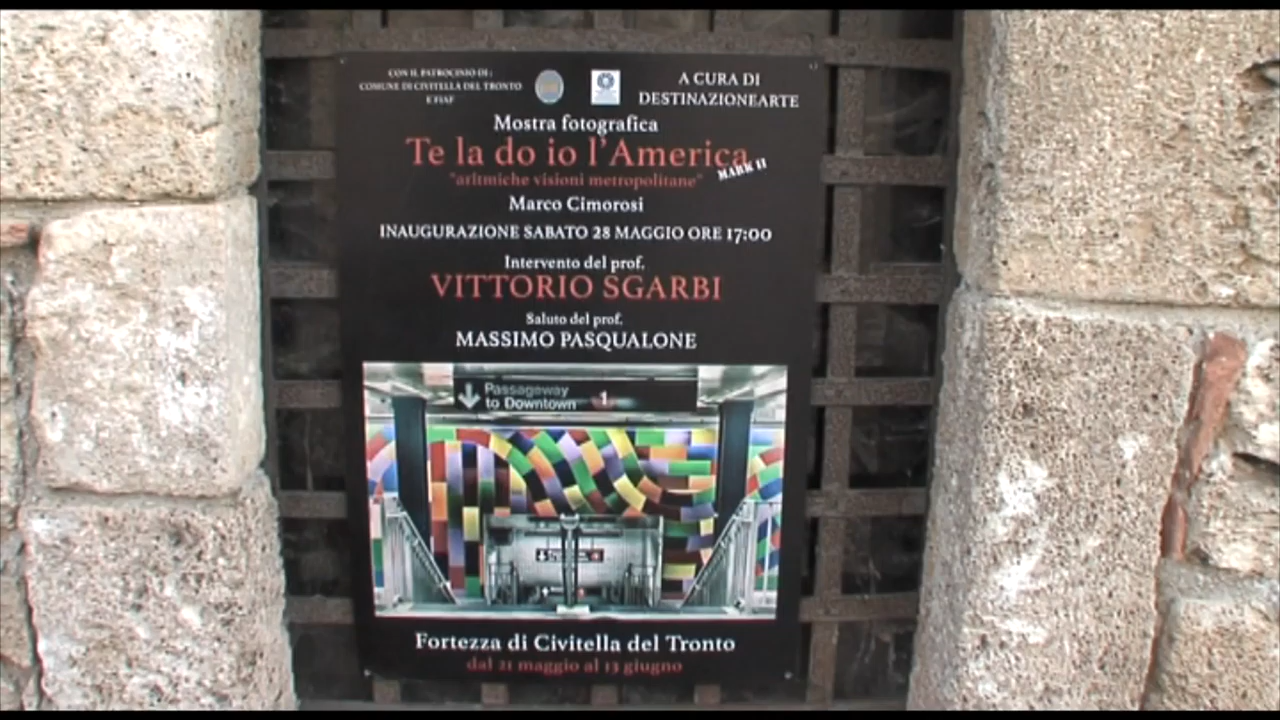 CON IL PATROCINIO DI:
COMUNE DI CIVITELLA DEL TRONTO
E FIAF
A CURA DI
DESTINAZIONEARTE
Mostra fotografica
Te la do io l'America
MARK II
"aritmiche visioni metropolitane"
Marco Cimorosi
INAUGURAZIONE SABATO 28 MAGGIO ORE 17:00
Intervento del prof.
VITTORIO SGARBI
Saluto del prof.
MASSIMO PASQUALONE
Passageway
to Downtown 1
Fortezza di Civitella del Tronto
dal 21 maggio al 13 giugno